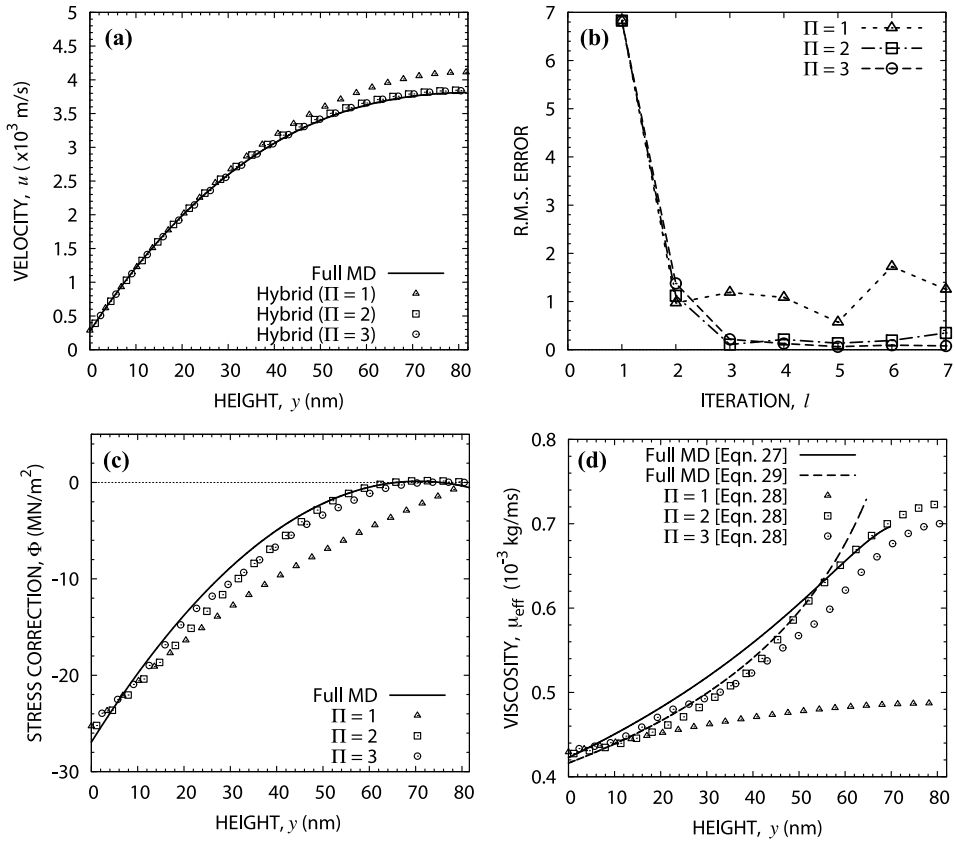 (a)
5
4.5
4
3.5
3
2.5
2
1.5
1
0.5
0
VELOCITY, u (x10³ m/s)
Full MD
Hybrid (Π = 1)
Hybrid (Π = 2)
Hybrid (Π = 3)
0 10 20 30 40 50 60 70 80
HEIGHT, y (nm)
(b)
7
6
5
4
3
2
1
0
R.M.S. ERROR
Π = 1
Π = 2
Π = 3
0 1 2 3 4 5 6 7
ITERATION, l
(c)
0
-10
-20
-30
STRESS CORRECTION, Φ (MN/m²)
Full MD
Π = 1
Π = 2
Π = 3
0 10 20 30 40 50 60 70 80
HEIGHT, y (nm)
(d)
0.8
0.7
0.6
0.5
0.4
VISCOSITY, μeff (10⁻³ kg/ms)
Full MD [Eqn. 27]
Full MD [Eqn. 29]
Π = 1 [Eqn. 28]
Π = 2 [Eqn. 28]
Π = 3 [Eqn. 28]
0 10 20 30 40 50 60 70 80
HEIGHT, y (nm)